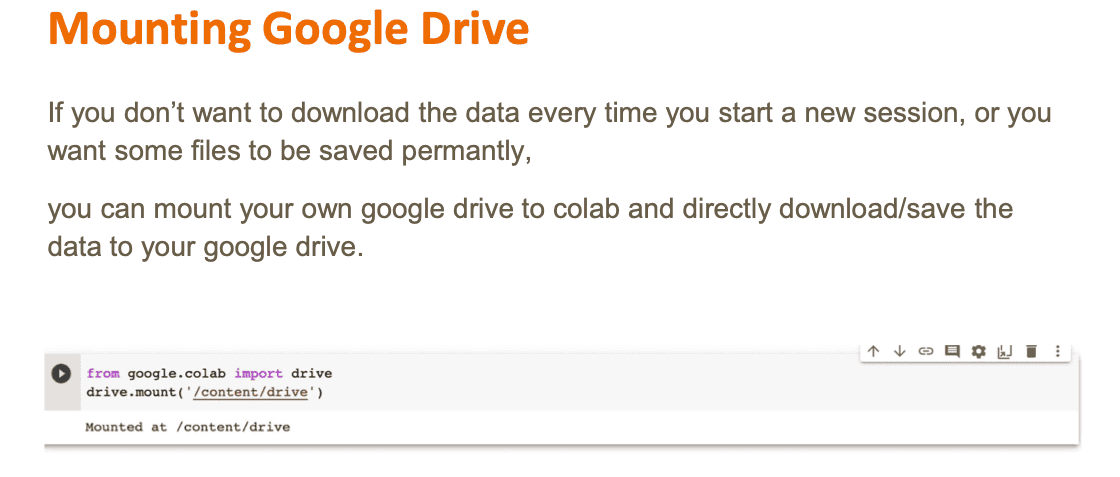 Mounting Google Drive
If you don’t want to download the data every time you start a new session, or you
want some files to be saved permantly,
you can mount your own google drive to colab and directly download/save the
data to your google drive.
from google.colab import drive
drive.mount('/content/drive')
Mounted at /content/drive